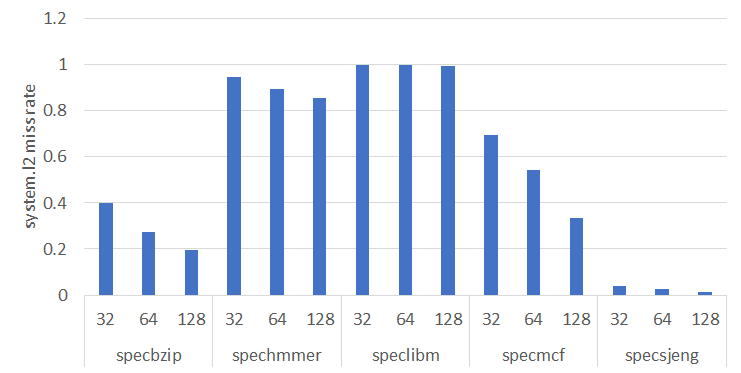 system.l2 missrate
1.2
1
0.8
0.6
0.4
0.2
0
32 64 128 32 64 128 32 64 128 32 64 128 32 64 128
specbzip spechmmer speclibm specmcf specsjeng